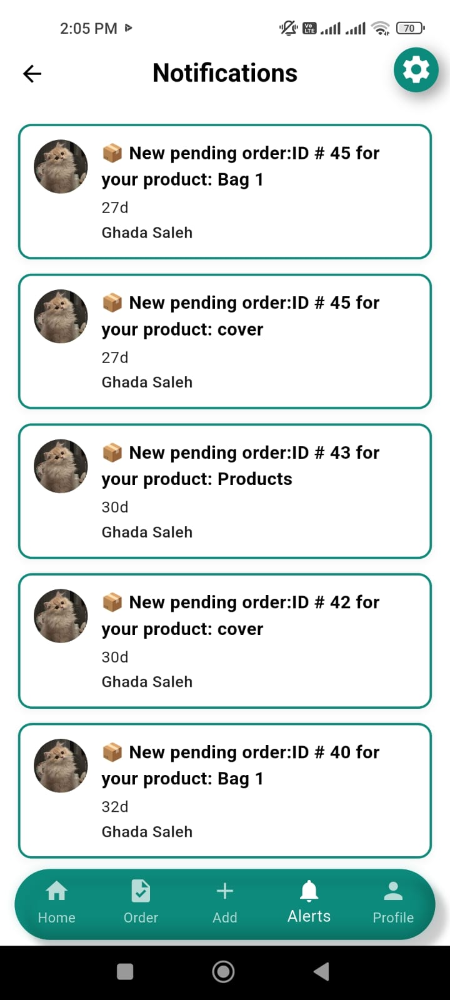 2:05 PM
Vo LTE
70
Notifications
📦 New pending order:ID # 45 for
your product: Bag 1
27d
Ghada Saleh
📦 New pending order:ID # 45 for
your product: cover
27d
Ghada Saleh
📦 New pending order:ID # 43 for
your product: Products
30d
Ghada Saleh
📦 New pending order:ID # 42 for
your product: cover
30d
Ghada Saleh
📦 New pending order:ID # 40 for
your product: Bag 1
32d
Ghada Saleh
Home Order Add Alerts Profile